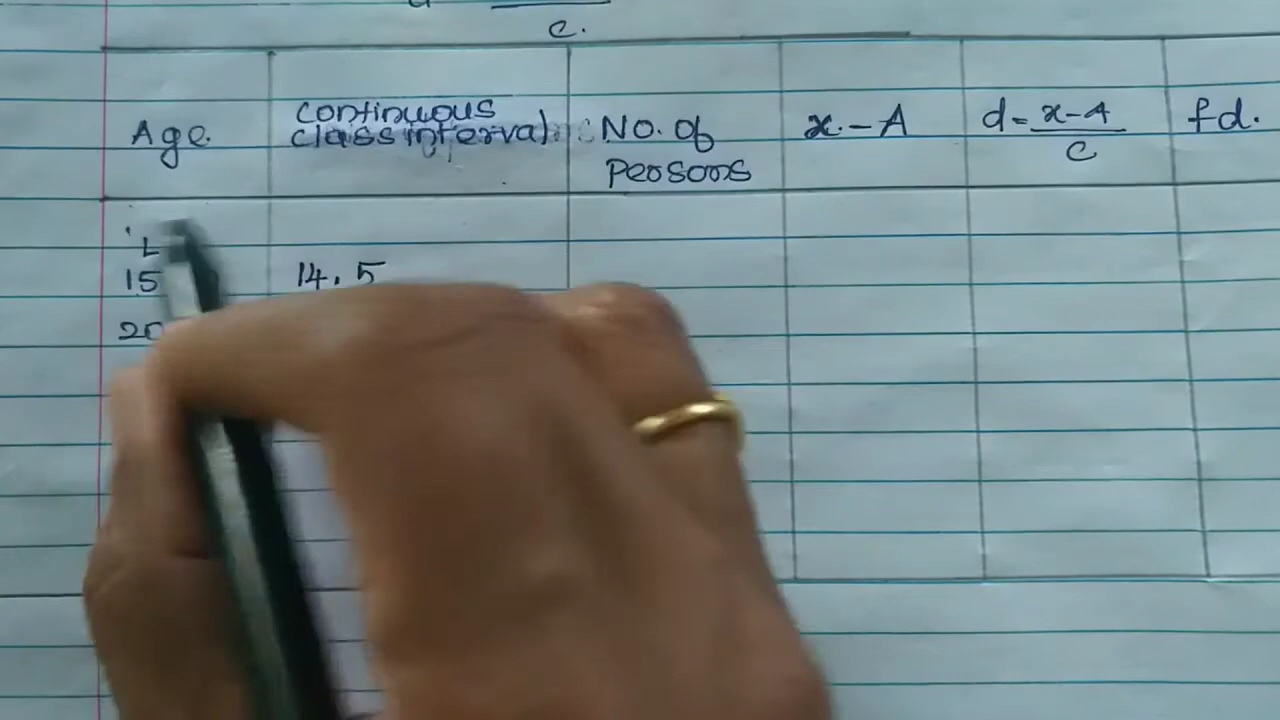 c.
Age.
continuous
class interval
No. of
Persons
x - A
d = x-A
c
fd.
15
14.5
20